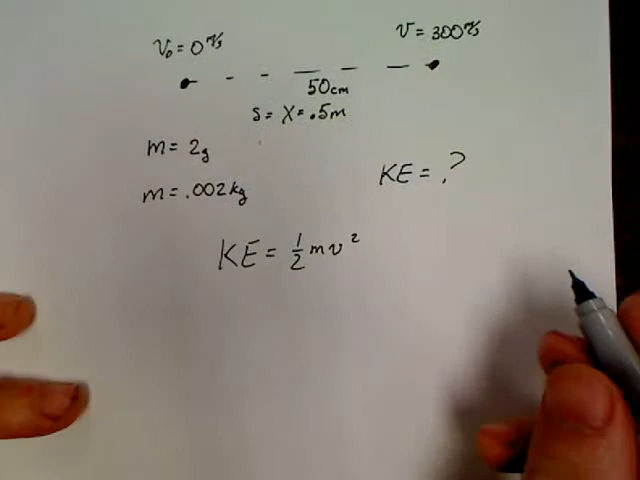 V₀ = 0 m/s
V = 300 m/s
50cm
s = x = .5m
m = 2g
m = .002kg
KE = ?
KE = 1/2 mv²